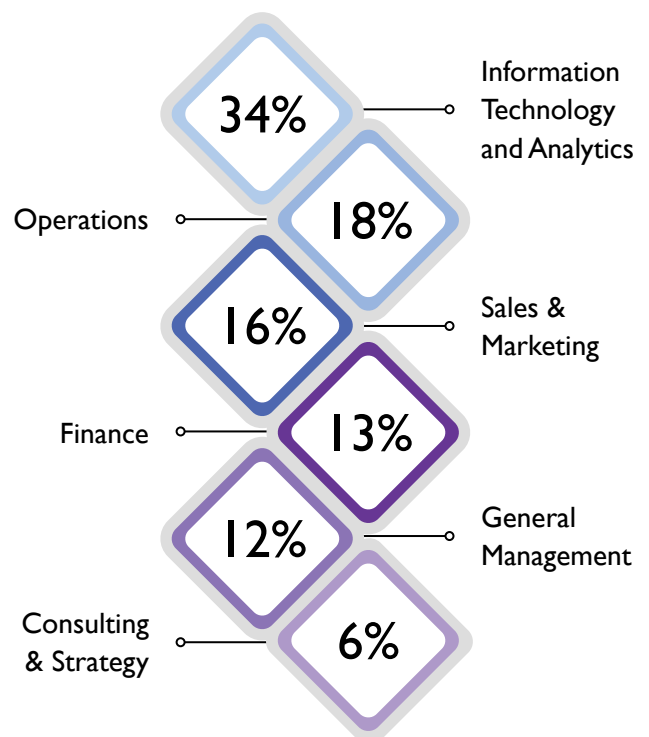 34%
Information
Technology
and Analytics
Operations
18%
16%
Sales &
Marketing
Finance
13%
12%
General
Management
Consulting
& Strategy
6%